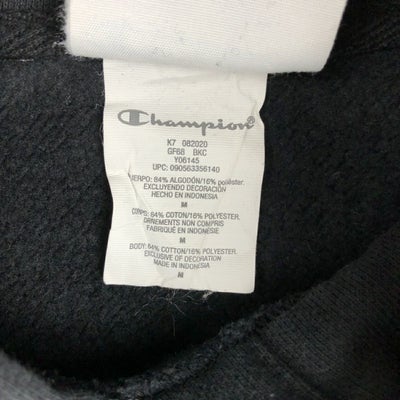 Champion
K7 082020
GF68 BKC
Y06145
UPC: 090563356140
CUERPO: 84% ALGODÓN/16% poliéster.
EXCLUYENDO DECORACIÓN
HECHO EN INDONESIA
M
CORPS: 84% COTON/16% POLYESTER.
ORNEMENTS NON COMPRIS
FABRIQUÉ EN INDONESIE
M
BODY: 84% COTTON/16% POLYESTER.
EXCLUSIVE OF DECORATION
MADE IN INDONESIA
M